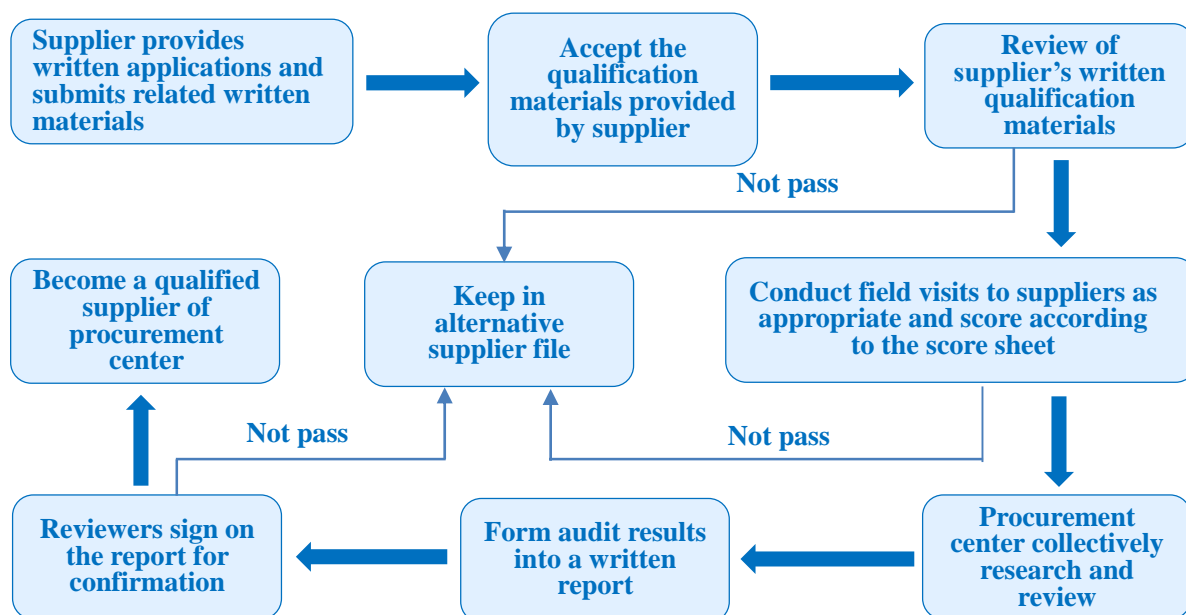 Supplier provides
written applications and
submits related written
materials
Accept the
qualification
materials provided
by supplier
Review of
supplier’s written
qualification
materials
Not pass
Become a qualified
supplier of
procurement
center
Keep in
alternative
supplier file
Conduct field visits to suppliers as
appropriate and score according
to the score sheet
Not pass
Not pass
Reviewers sign on
the report for
confirmation
Form audit results
into a written
report
Procurement
center collectively
research and
review